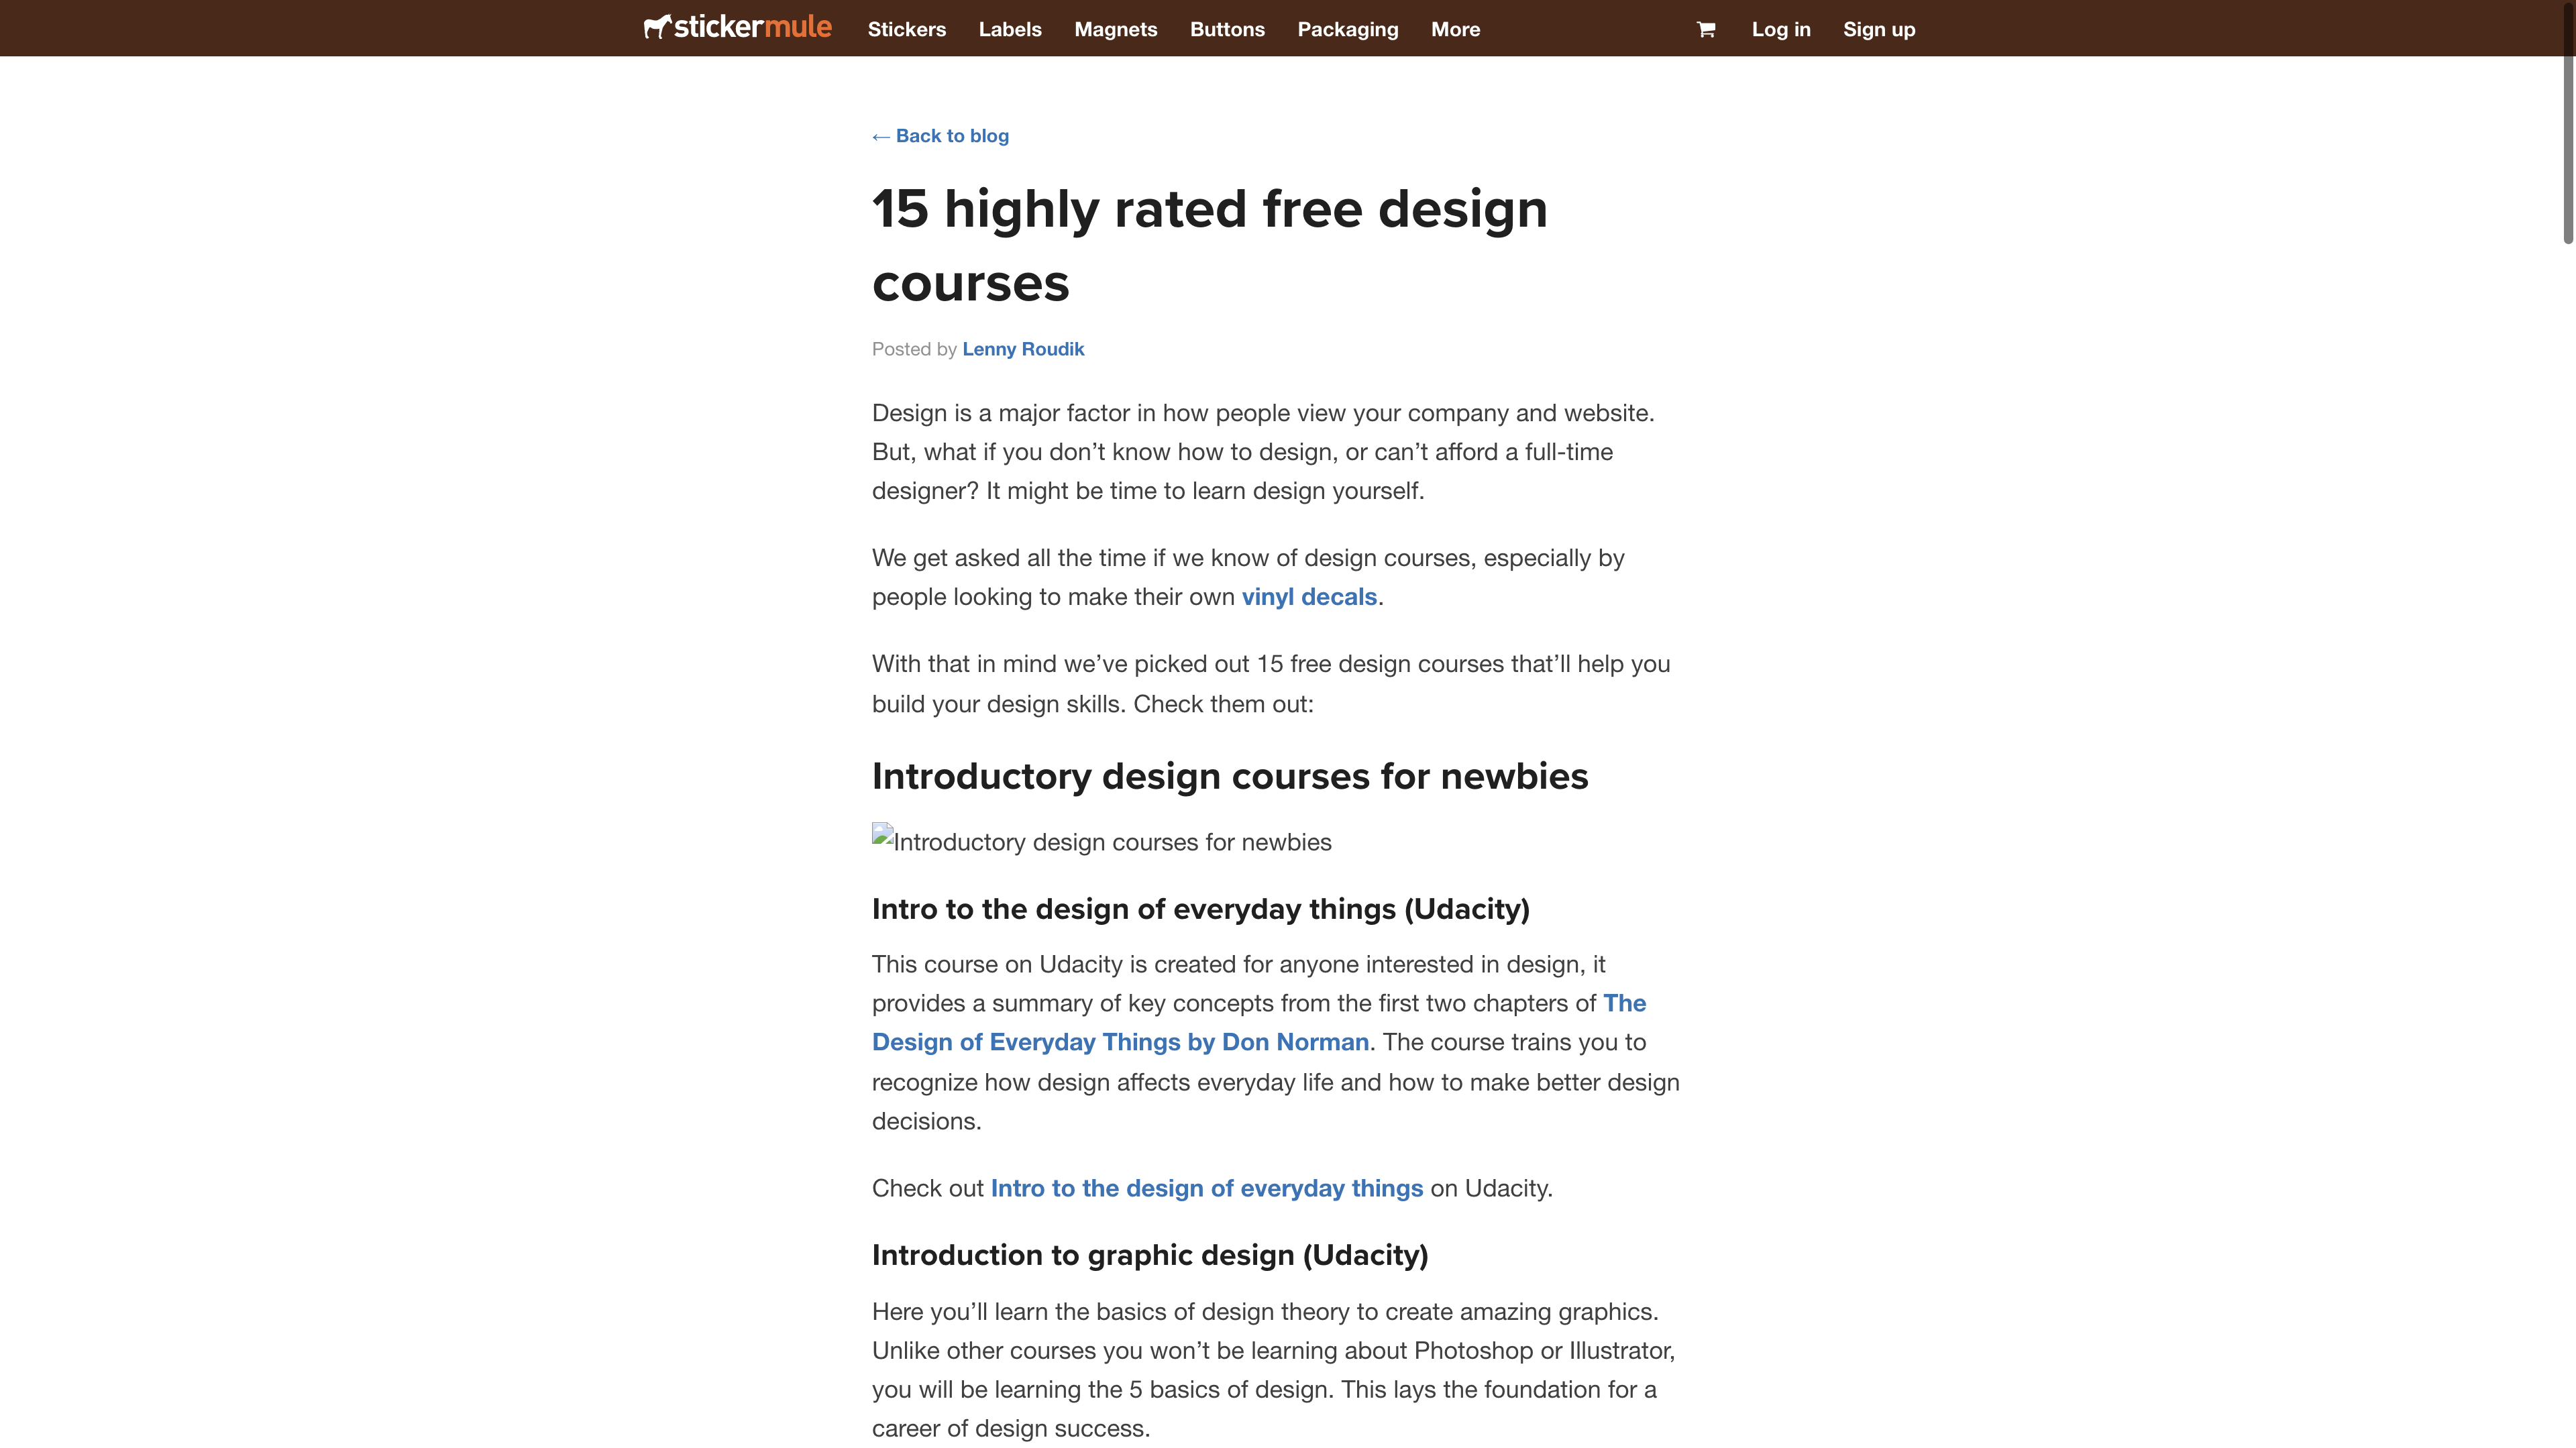 stickermule Stickers Labels Magnets Buttons Packaging More Log in Sign up
← Back to blog
15 highly rated free design
courses
Posted by Lenny Roudik
Design is a major factor in how people view your company and website.
But, what if you don’t know how to design, or can’t afford a full-time
designer? It might be time to learn design yourself.
We get asked all the time if we know of design courses, especially by
people looking to make their own vinyl decals.
With that in mind we’ve picked out 15 free design courses that’ll help you
build your design skills. Check them out:
Introductory design courses for newbies
Introductory design courses for newbies
Intro to the design of everyday things (Udacity)
This course on Udacity is created for anyone interested in design, it
provides a summary of key concepts from the first two chapters of The
Design of Everyday Things by Don Norman. The course trains you to
recognize how design affects everyday life and how to make better design
decisions.
Check out Intro to the design of everyday things on Udacity.
Introduction to graphic design (Udacity)
Here you’ll learn the basics of design theory to create amazing graphics.
Unlike other courses you won’t be learning about Photoshop or Illustrator,
you will be learning the 5 basics of design. This lays the foundation for a
career of design success.